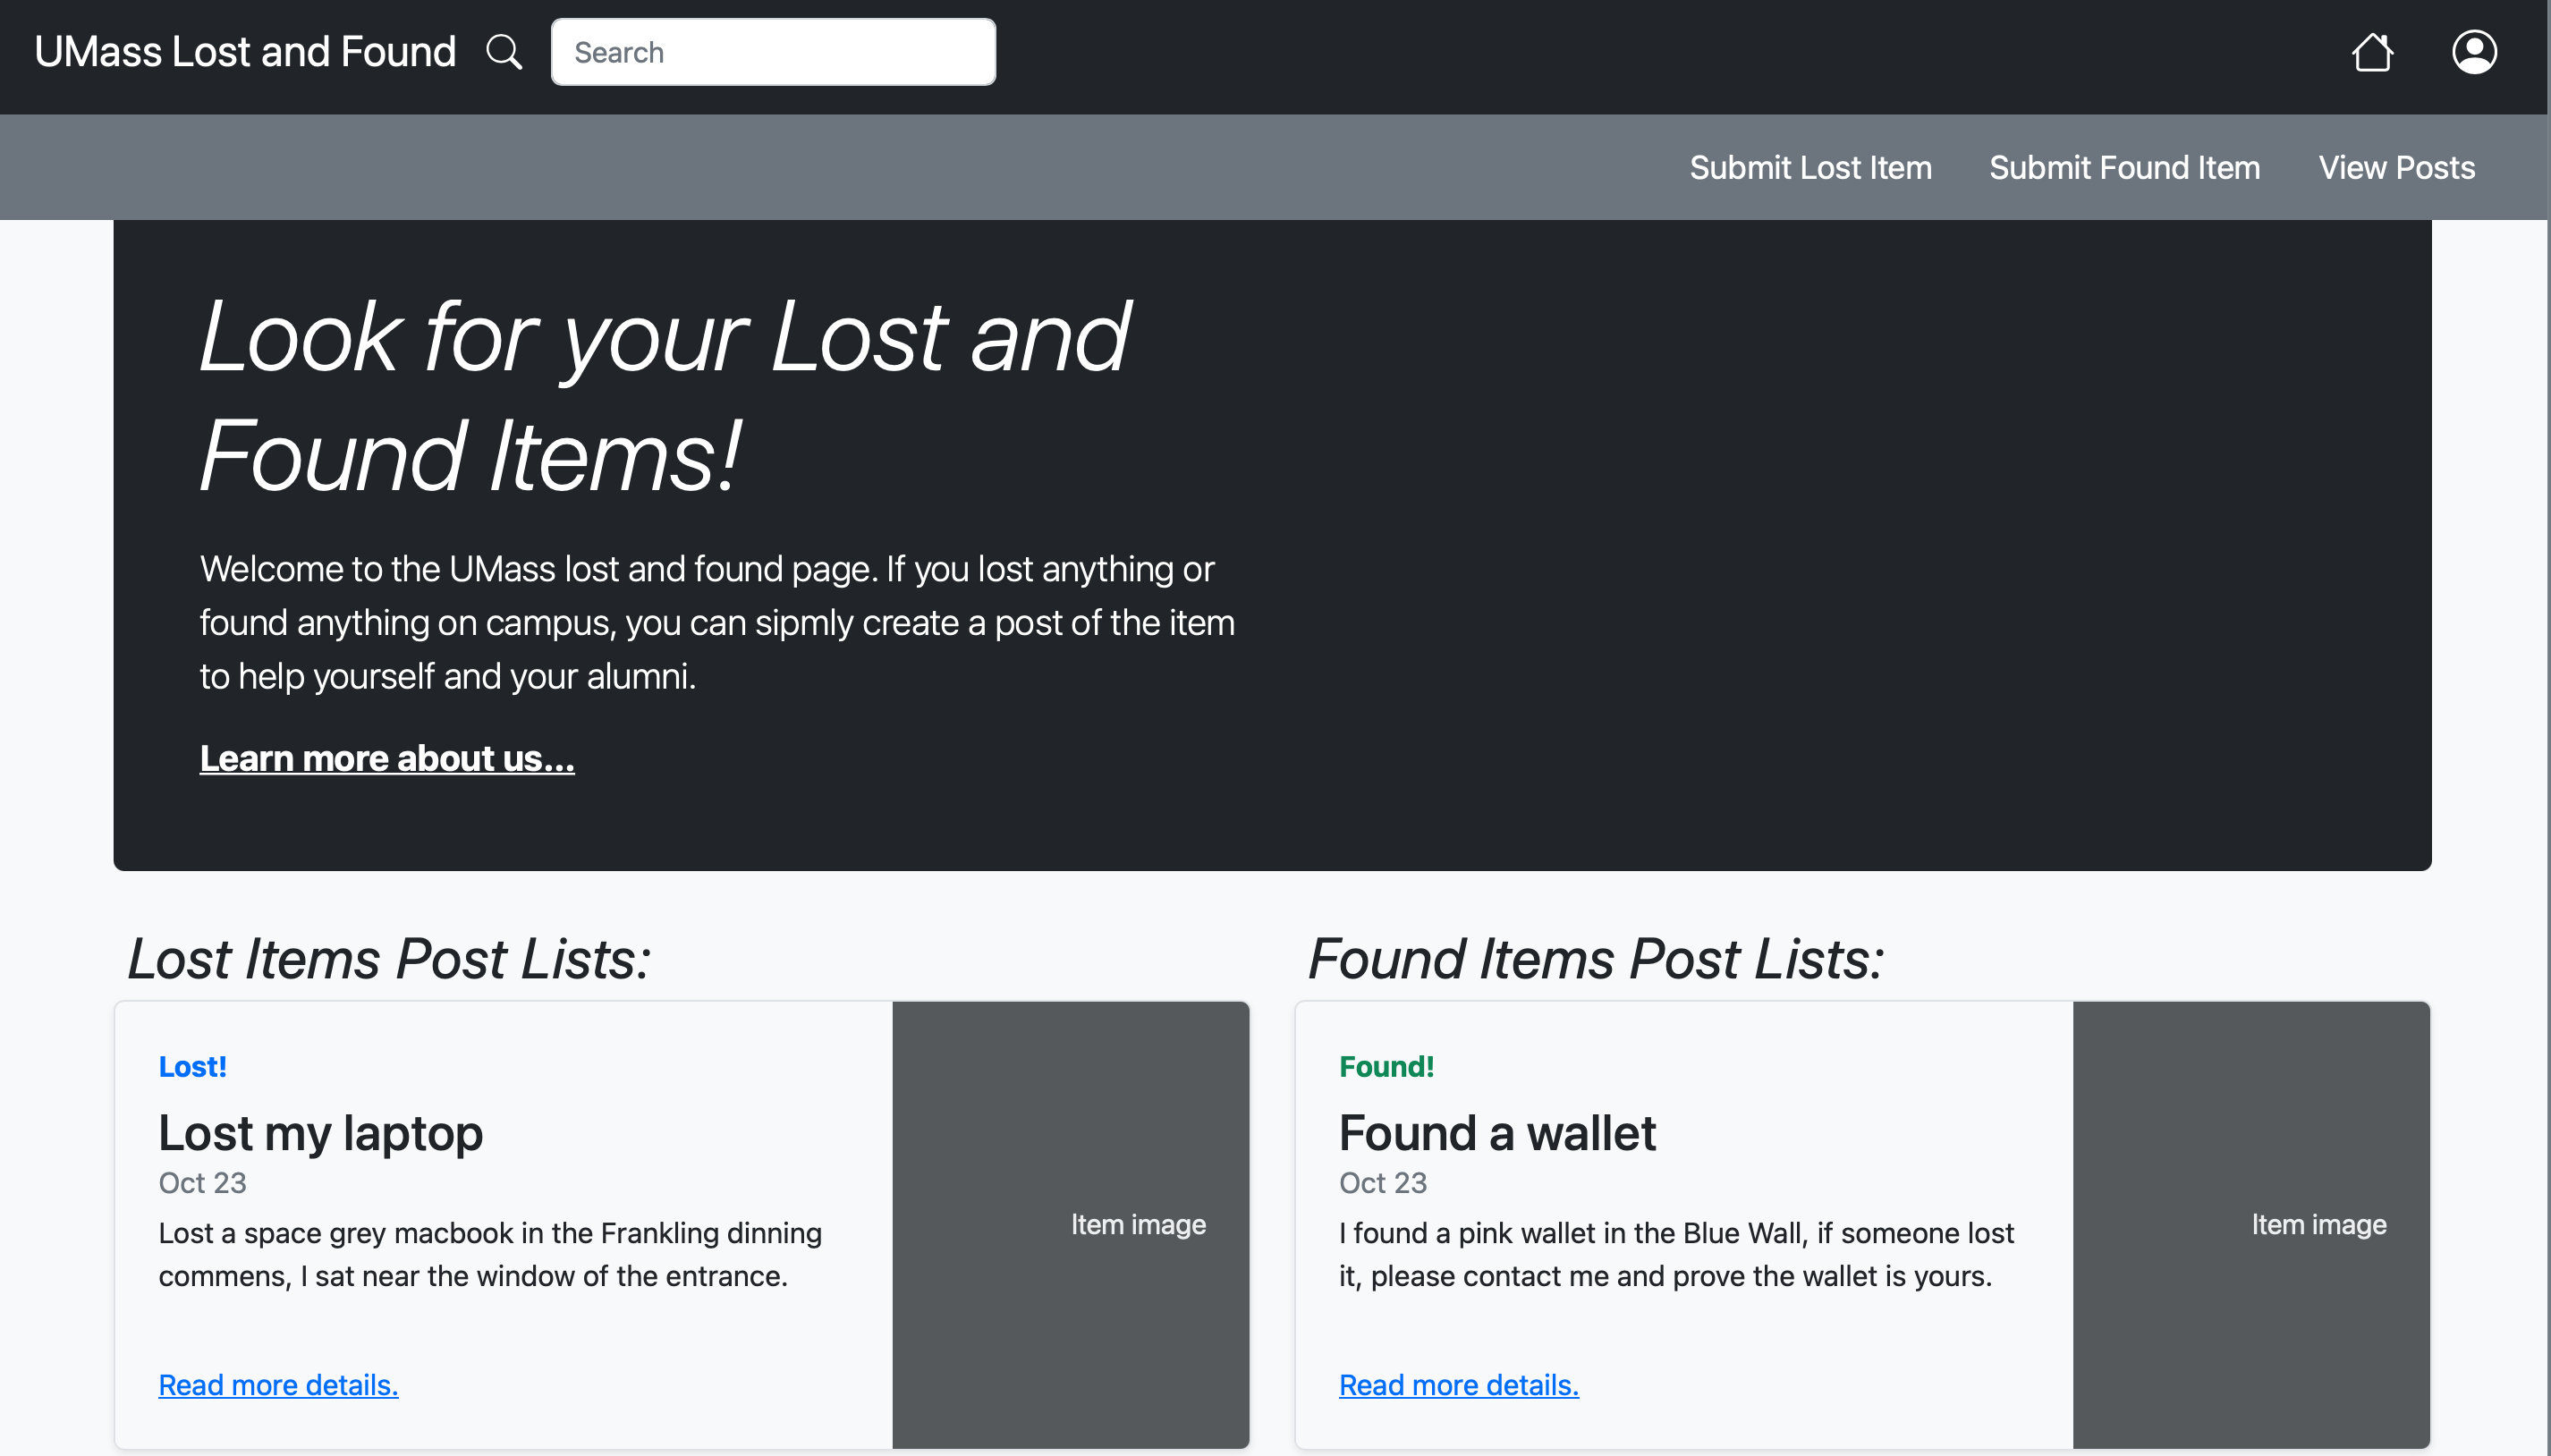 UMass Lost and Found
Search
Submit Lost Item
Submit Found Item
View Posts
Look for your Lost and
Found Items!
Welcome to the UMass lost and found page. If you lost anything or
found anything on campus, you can sipmly create a post of the item
to help yourself and your alumni.
Learn more about us...
Lost Items Post Lists:
Lost!
Lost my laptop
Oct 23
Lost a space grey macbook in the Frankling dinning
commens, I sat near the window of the entrance.
Read more details.
Item image
Found Items Post Lists:
Found!
Found a wallet
Oct 23
I found a pink wallet in the Blue Wall, if someone lost
it, please contact me and prove the wallet is yours.
Read more details.
Item image